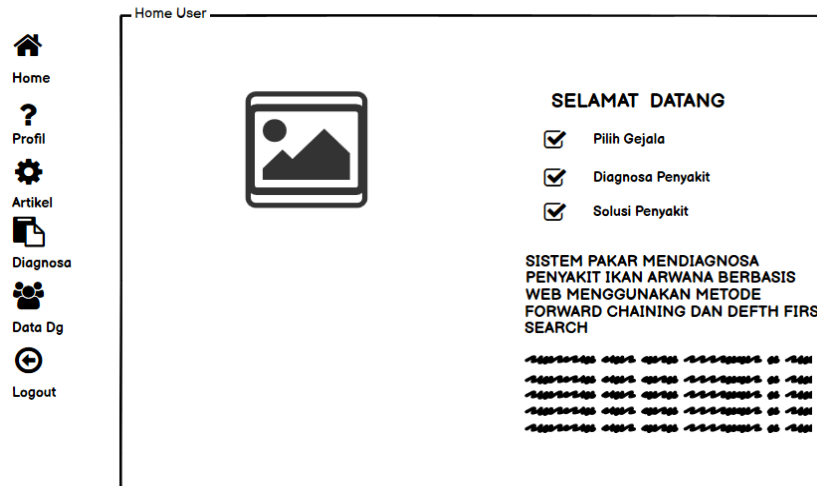 Home User
Home
Profil
Artikel
Diagnosa
Data Dg
Logout
SELAMAT DATANG
Pilih Gejala
Diagnosa Penyakit
Solusi Penyakit
SISTEM PAKAR MENDIAGNOSA
PENYAKIT IKAN ARWANA BERBASIS
WEB MENGGUNAKAN METODE
FORWARD CHAINING DAN DEFTH FIRS
SEARCH